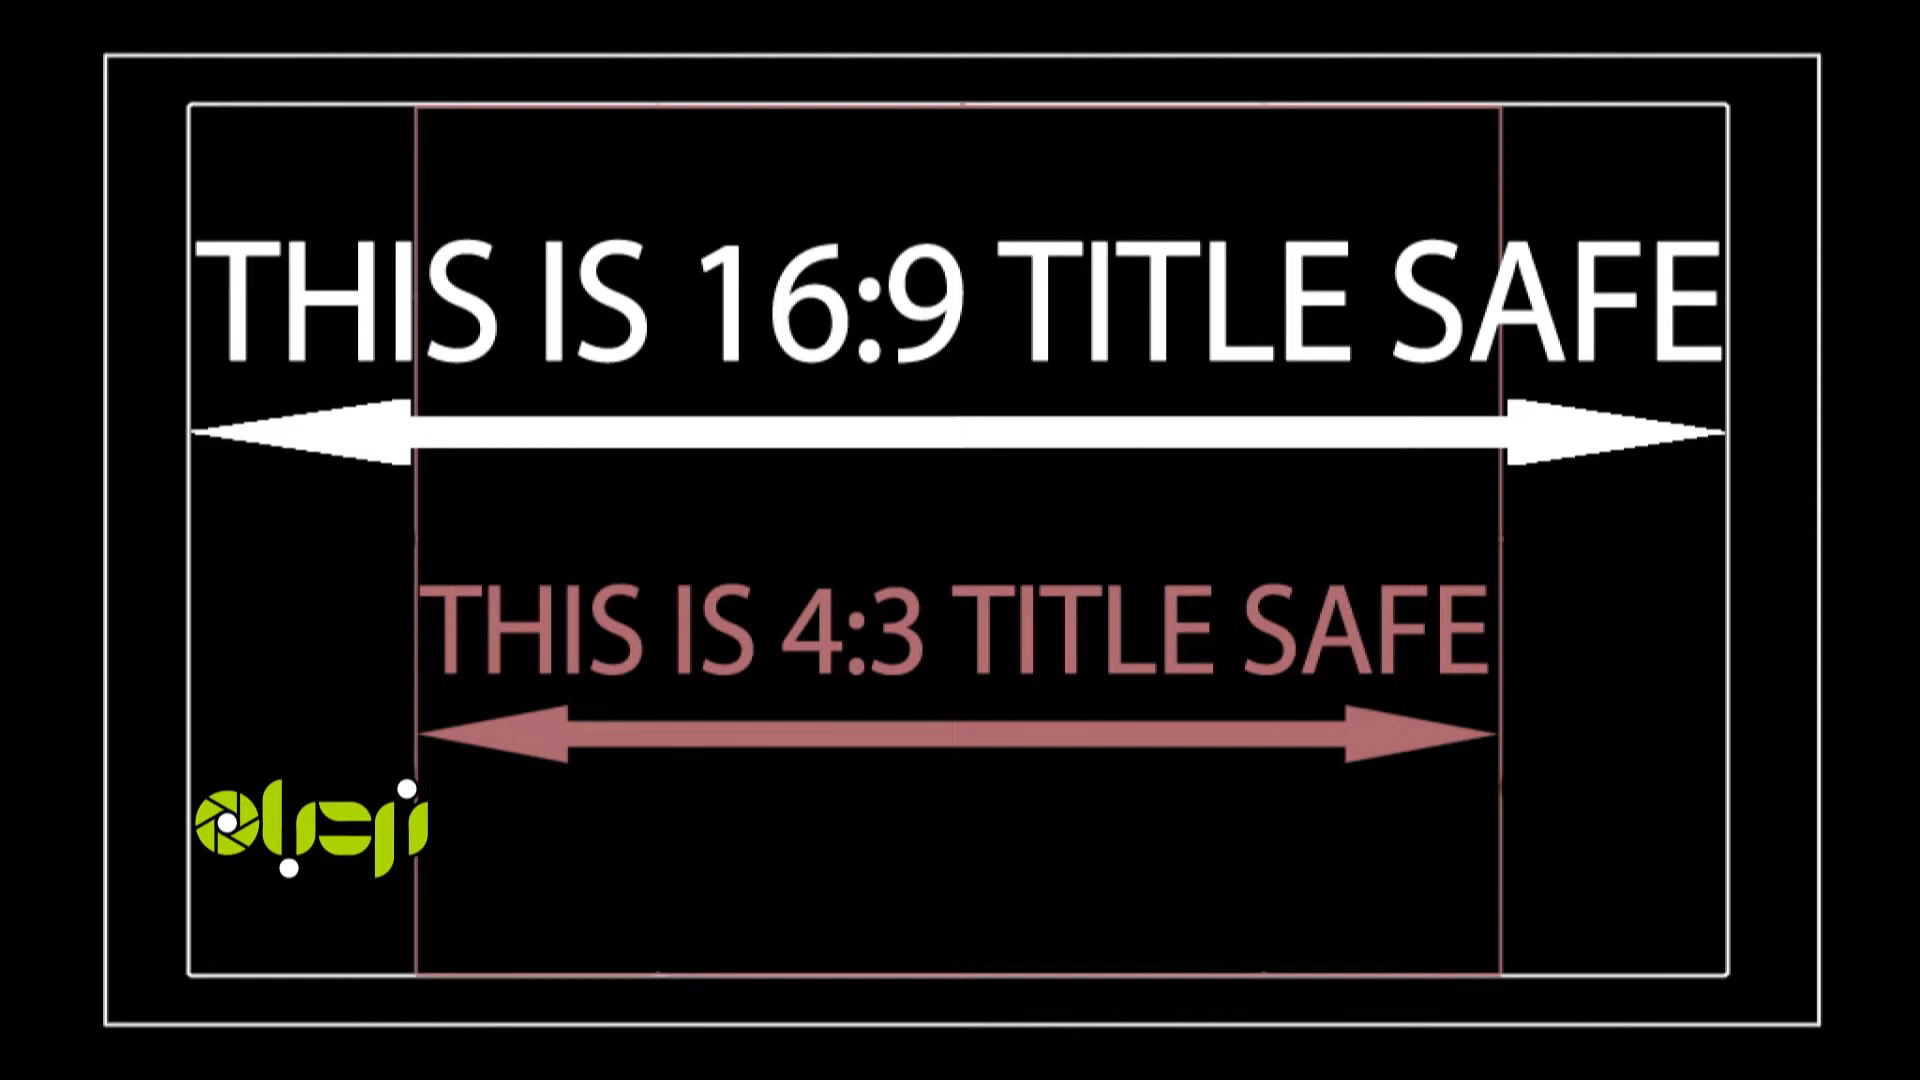 THIS IS 16:9 TITLE SAFE
THIS IS 4:3 TITLE SAFE